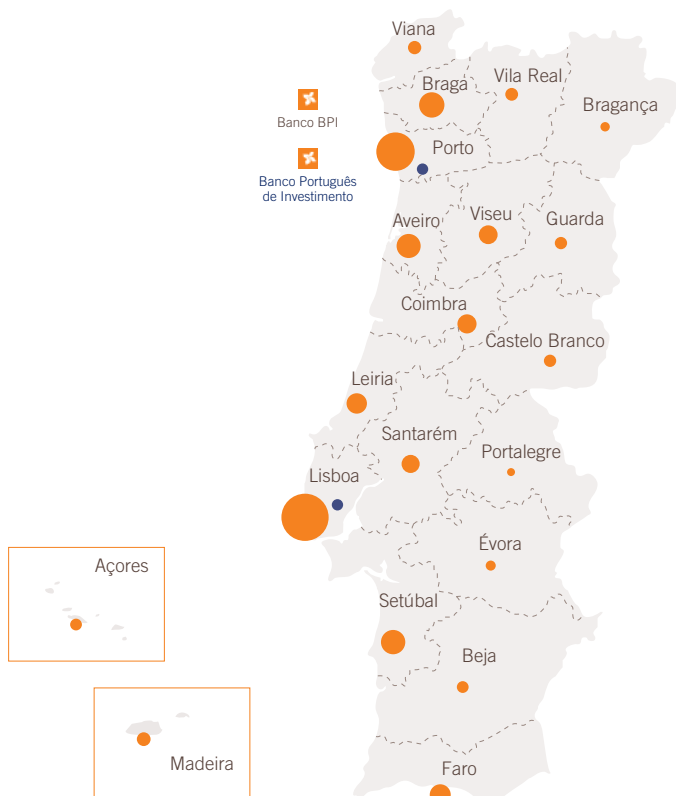 Viana
Braga
Vila Real
Bragança
Banco BPI
Porto
Banco Português
de Investimento
Aveiro
Viseu
Guarda
Coimbra
Castelo Branco
Leiria
Santarém
Portalegre
Lisboa
Évora
Açores
Setúbal
Beja
Madeira
Faro